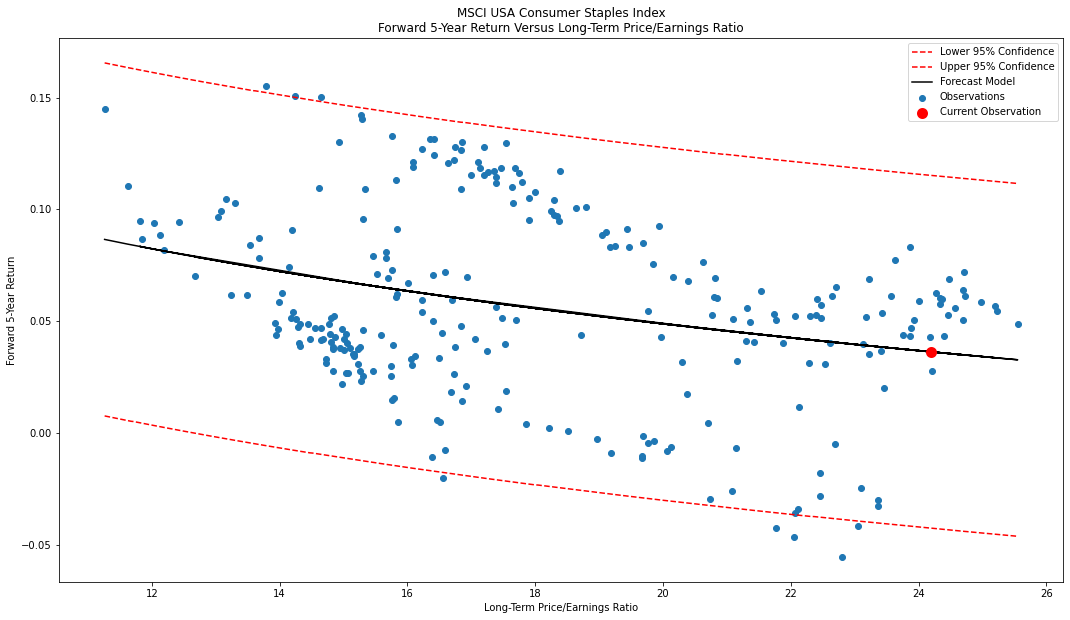 MSCI USA Consumer Staples Index
Forward 5-Year Return Versus Long-Term Price/Earnings Ratio
Lower 95% Confidence
Upper 95% Confidence
Forecast Model
Observations
Current Observation
Forward 5-Year Return
0.15
0.10
0.05
0.00
−0.05
12 14 16 18 20 22 24 26
Long-Term Price/Earnings Ratio